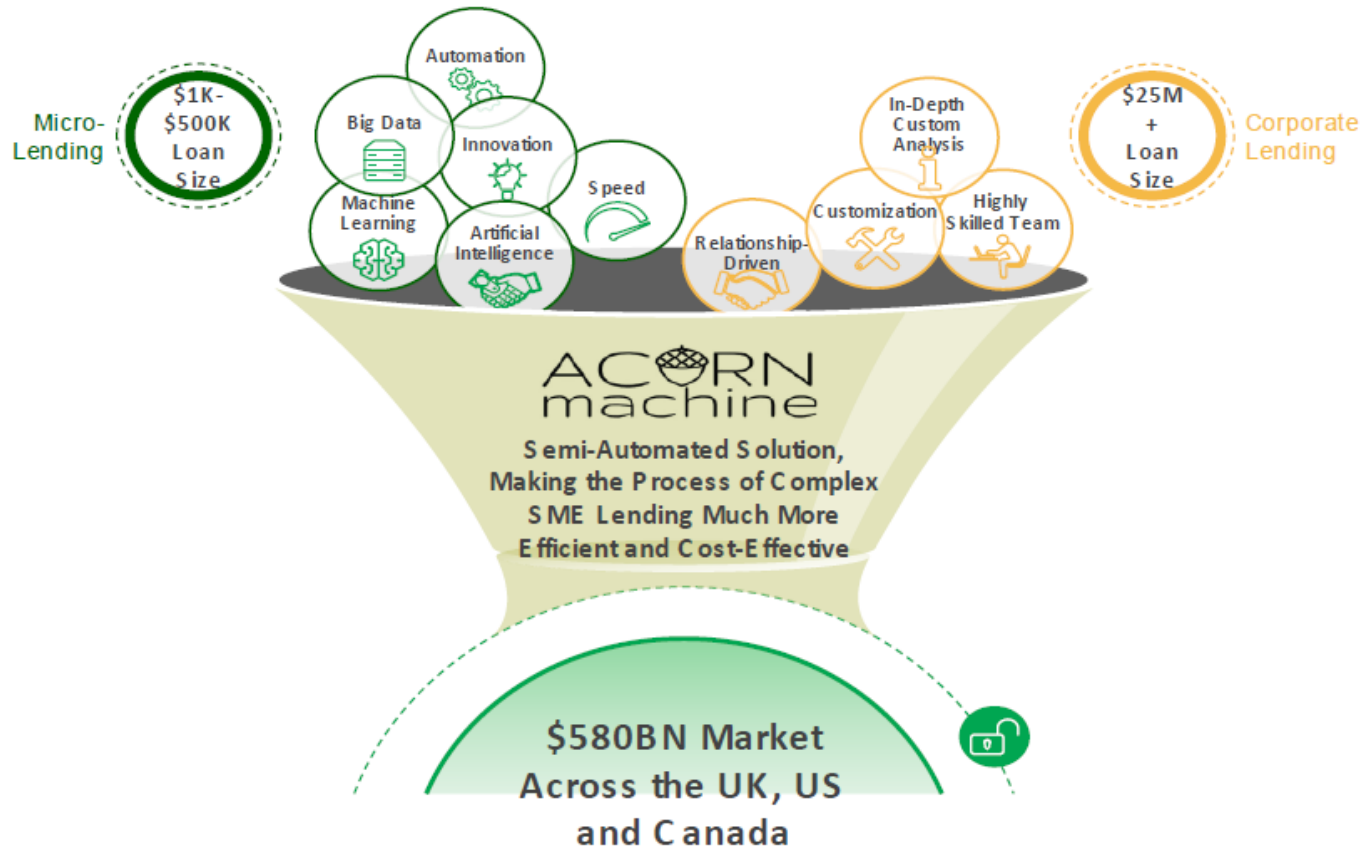 Micro-
Lending
$1K-
$500K
Loan
Size
Automation
Big Data
Innovation
Speed
Machine
Learning
Artificial
Intelligence
In-Depth
Custom
Analysis
Customization
Highly
Skilled Team
Relationship-
Driven
$25M
+
Loan
Size
Corporate
Lending
ACORN
machine
Semi-Automated Solution,
Making the Process of Complex
SME Lending Much More
Efficient and Cost-Effective
$580BN Market
Across the UK, US
and Canada